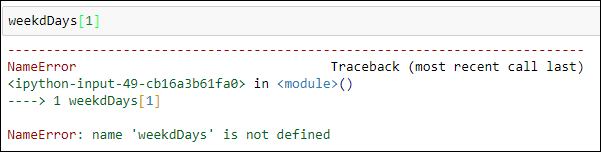 weekdDays[1]
---------------------------------------------------------------------------
NameError                                 Traceback (most recent call last)
<ipython-input-49-cb16a3b61fa0> in <module>()
----> 1 weekdDays[1]
NameError: name 'weekdDays' is not defined